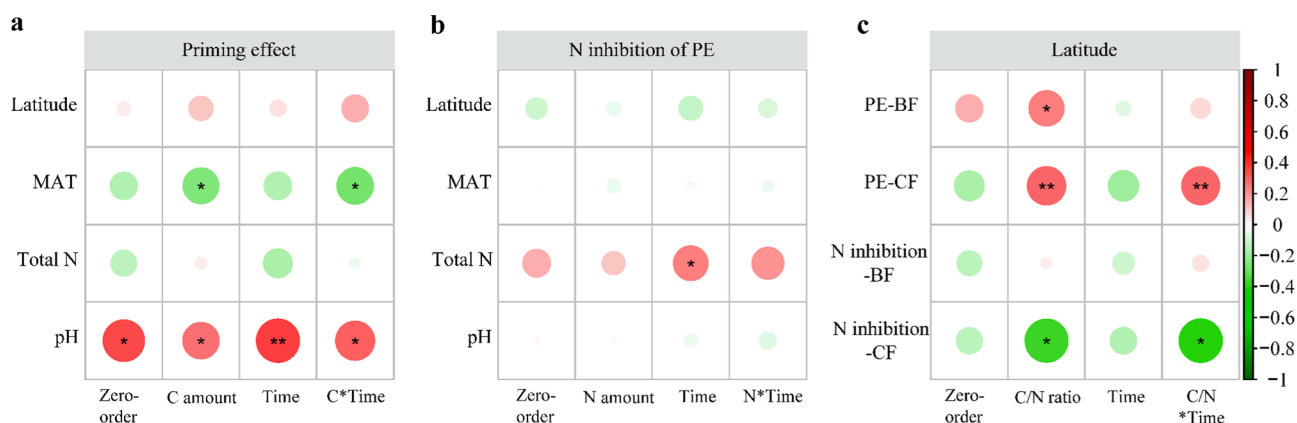 a
Priming effect
Latitude
MAT
Total N
pH
*
*
*
*
**
*
Zero-
order
C amount
Time
C*Time
b
N inhibition of PE
Latitude
MAT
Total N
pH
*
Zero-
order
N amount
Time
N*Time
c
Latitude
PE-BF
PE-CF
N inhibition
-BF
N inhibition
-CF
*
**
**
*
*
Zero-
order
C/N ratio
Time
C/N
*Time
1
0.8
0.6
0.4
0.2
0
−0.2
−0.4
−0.6
−0.8
−1